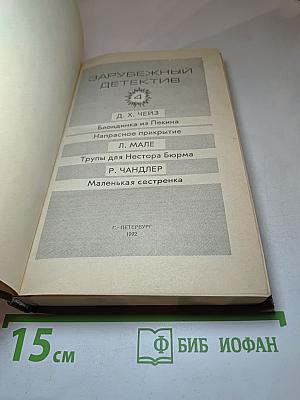 ЗАРУБЕЖНЫЙ
ДЕТЕКТИВ
4
Д. Х. ЧЕЙЗ
Блондинка из Пекина
Напрасное прикрытие
Л. МАЛЕ
Трупы для Нестора Бюрма
Р. ЧАНДЛЕР
Маленькая сестренка
С.-ПЕТЕРБУРГ
1992
15 см
Ф БИБ ИОФАН